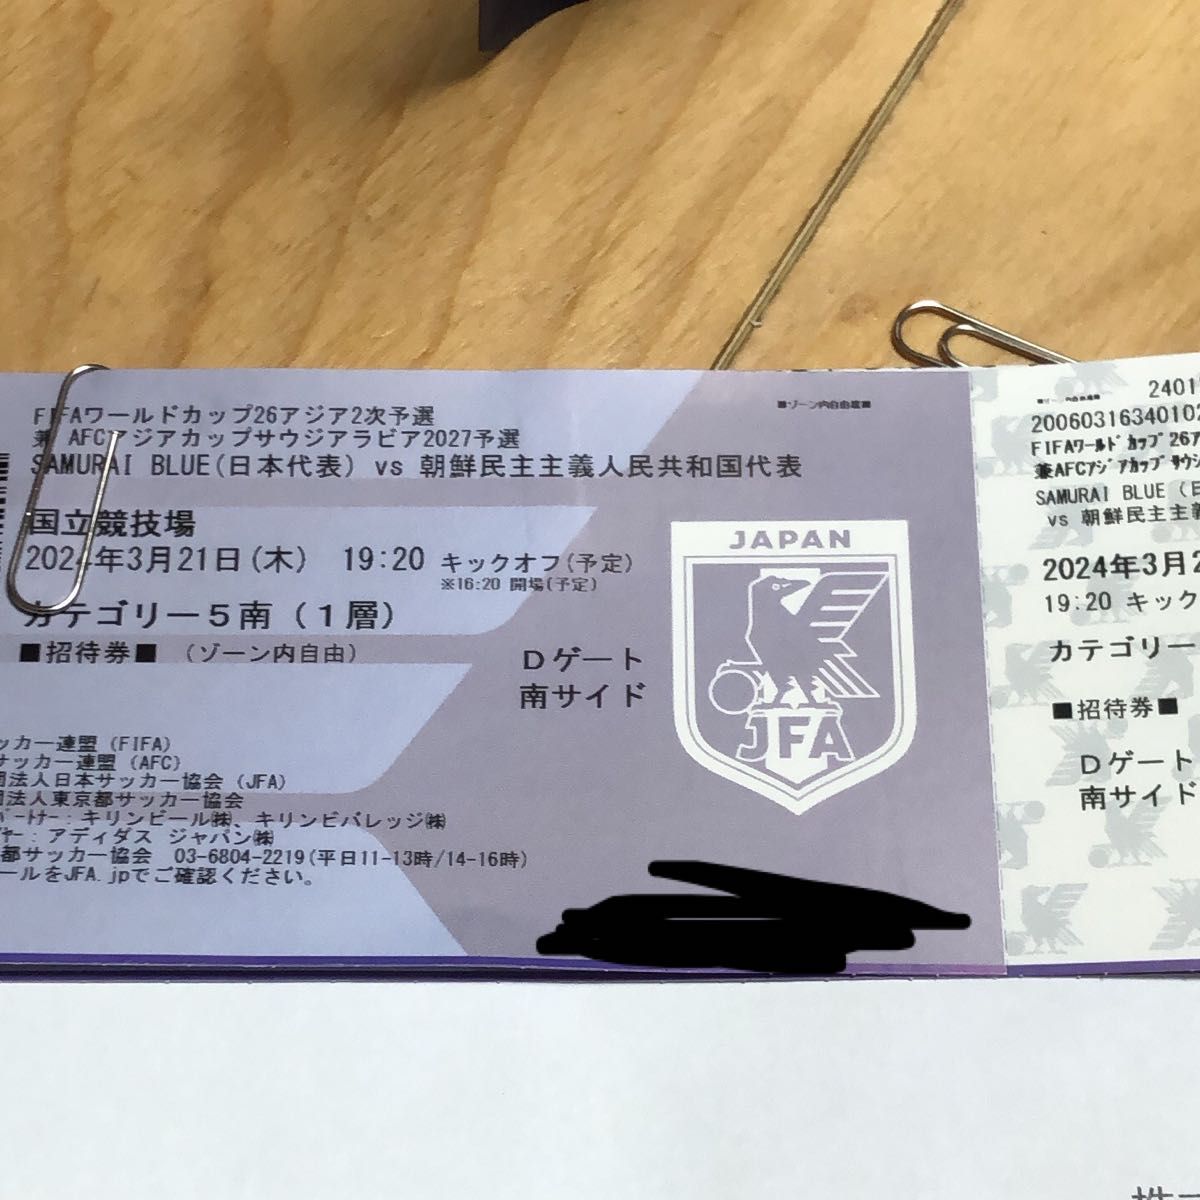 FIFAワールドカップ26アジア2次予選
兼 AFCアジアカップサウジアラビア2027予選
SAMURAI BLUE(日本代表) vs 朝鮮民主主義人民共和国代表
国立競技場
2024年3月21日(木) 19:20 キックオフ(予定)
※16:20 開場(予定)
カテゴリー5南(1層)
■招待券■ (ゾーン内自由)
Dゲート
南サイド
ッカー連盟 (FIFA)
サッカー連盟 (AFC)
団法人日本サッカー協会 (JFA)
団法人東京都サッカー協会
ﾊﾟｰﾄﾅｰ: キリンビール㈱、キリンビバレッジ㈱
ﾔｰ: アディダス ジャパン㈱
都サッカー協会 03-6804-2219(平日11-13時/14-16時)
ールをJFA.jpでご確認ください。
■ゾーン内自由席■
JAPAN
JFA
2401
20060316340102
FIFAﾜｰﾙﾄﾞｶｯﾌﾟ26ア
兼AFCｱｼﾞｱｶｯﾌﾟｻｳｼﾞ
SAMURAI BLUE (日
vs 朝鮮民主主義
2024年3月2
19:20 キック
カテゴリー
■招待券■
Dゲート
南サイド
株式